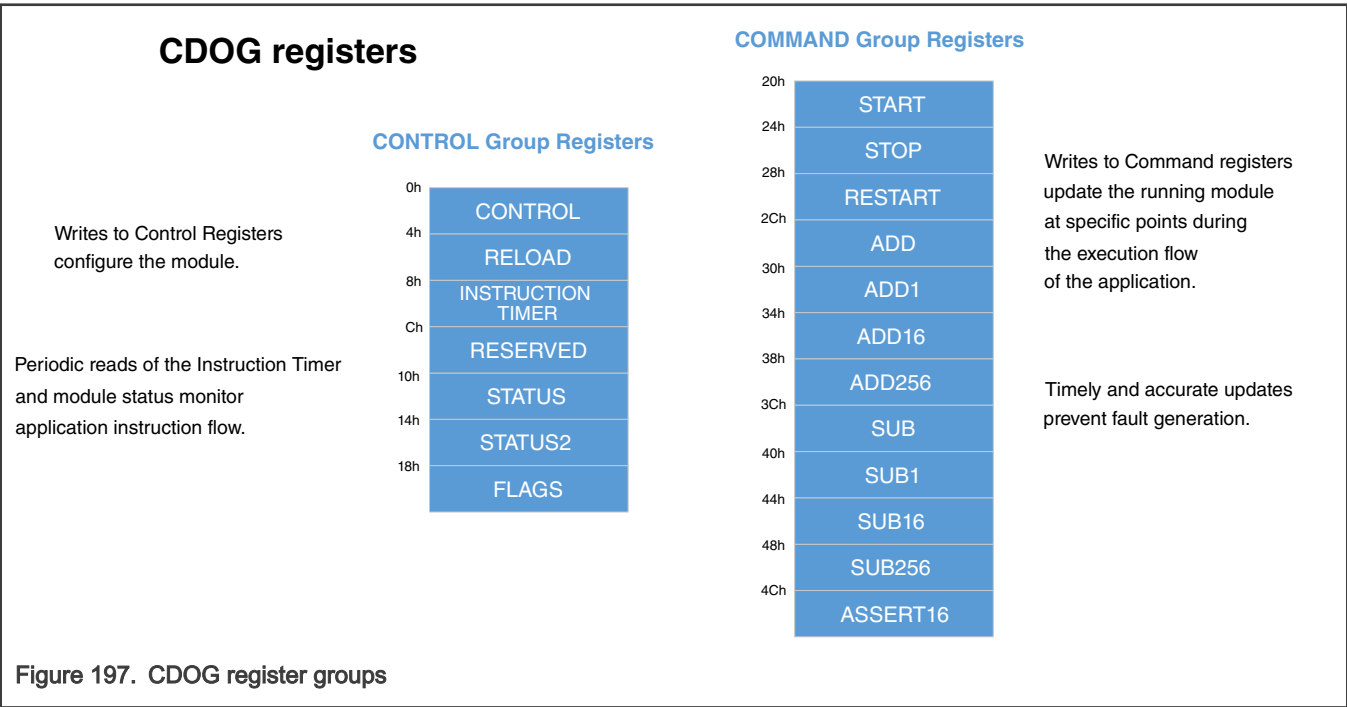 CDOG registers
CONTROL Group Registers
Writes to Control Registers
configure the module.
Periodic reads of the Instruction Timer
and module status monitor
application instruction flow.
0h
CONTROL
4h
RELOAD
8h
INSTRUCTION
TIMER
Ch
RESERVED
10h
STATUS
14h
STATUS2
18h
FLAGS
COMMAND Group Registers
20h
START
24h
STOP
28h
RESTART
2Ch
ADD
30h
ADD1
34h
ADD16
38h
ADD256
3Ch
SUB
40h
SUB1
44h
SUB16
48h
SUB256
4Ch
ASSERT16
Writes to Command registers
update the running module
at specific points during
the execution flow
of the application.
Timely and accurate updates
prevent fault generation.
Figure 197. CDOG register groups